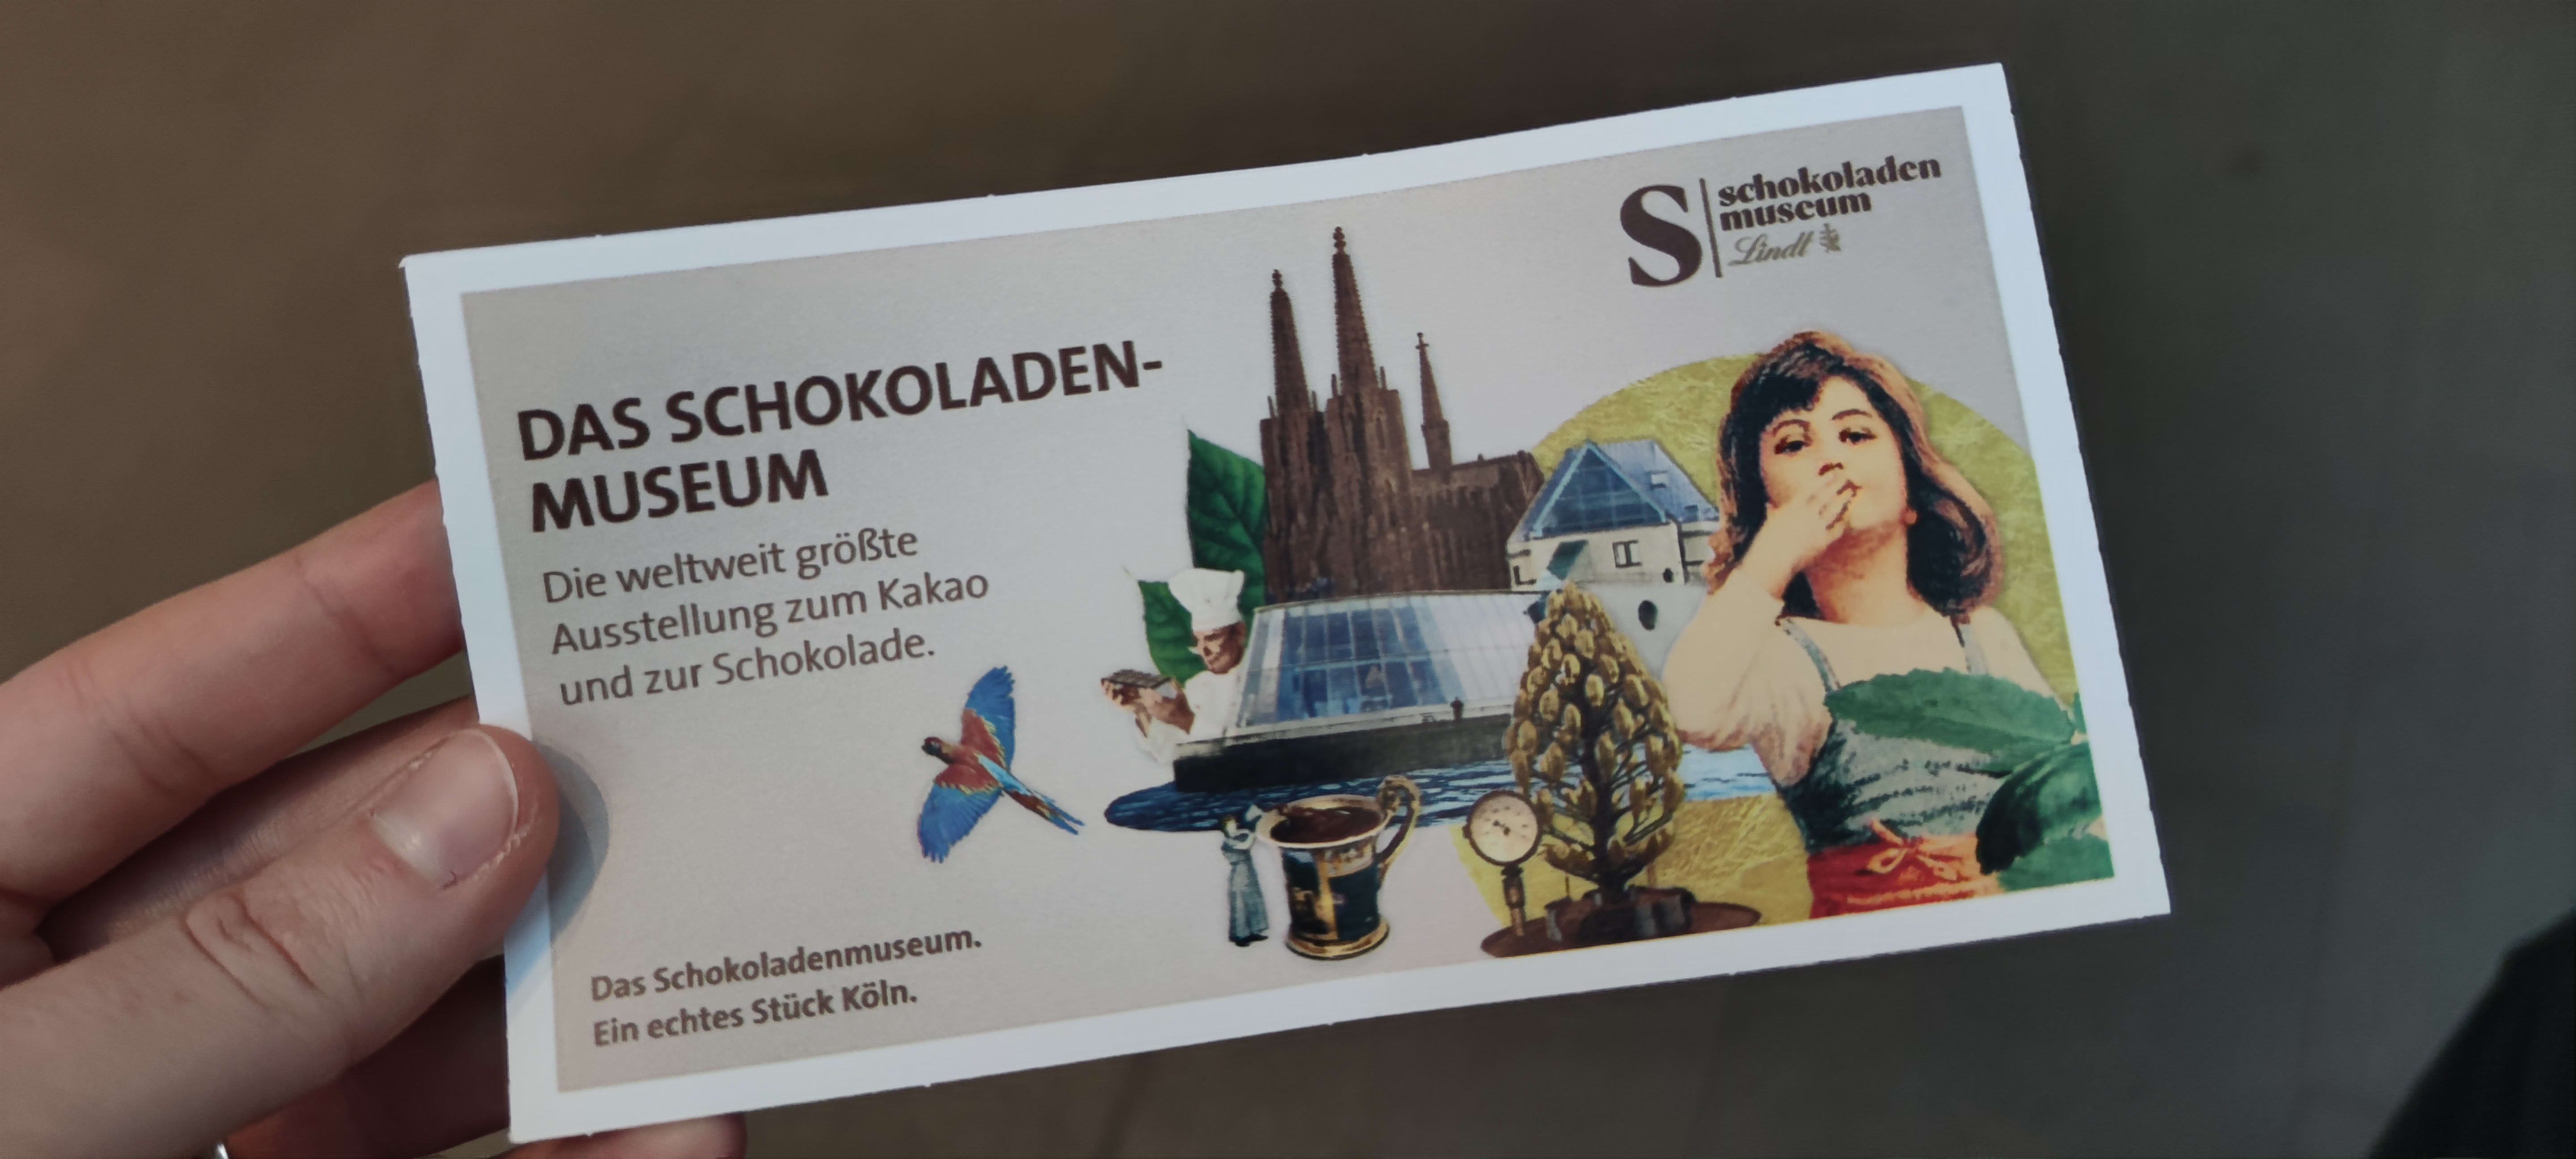 S
schokoladen
museum
Lindt
DAS SCHOKOLADEN-
MUSEUM
Die weltweit größte
Ausstellung zum Kakao
und zur Schokolade.
Das Schokoladenmuseum.
Ein echtes Stück Köln.